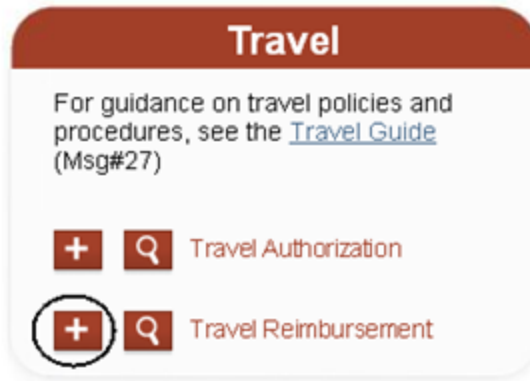 Travel
For guidance on travel policies and
procedures, see the Travel Guide
(Msg#27)
Travel Authorization
Travel Reimbursement